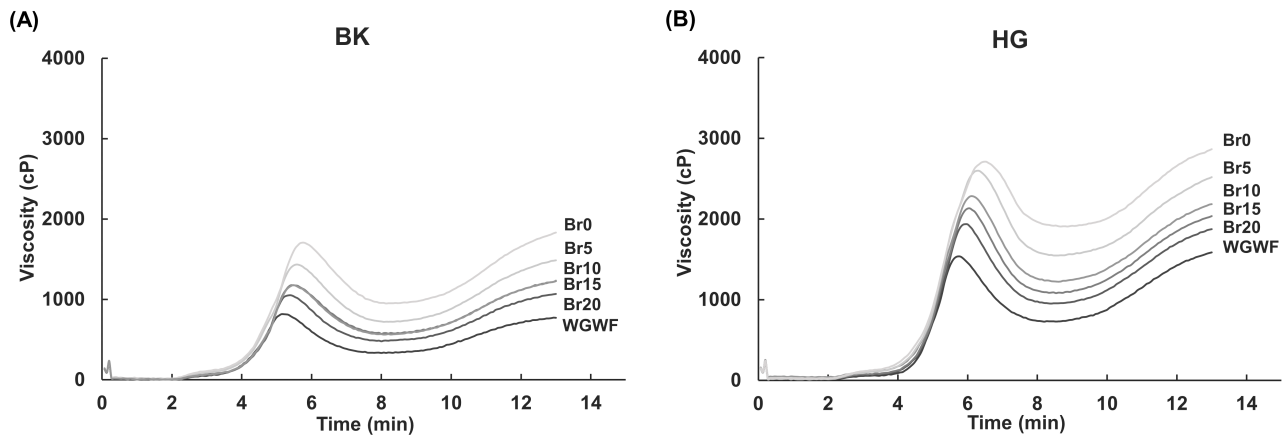 (A)
BK
4000
3000
2000
1000
0
Viscosity (cP)
0 2 4 6 8 10 12 14
Time (min)
Br0
Br5
Br10
Br15
Br20
WGWF
(B)
HG
4000
3000
2000
1000
0
Viscosity (cP)
0 2 4 6 8 10 12 14
Time (min)
Br0
Br5
Br10
Br15
Br20
WGWF